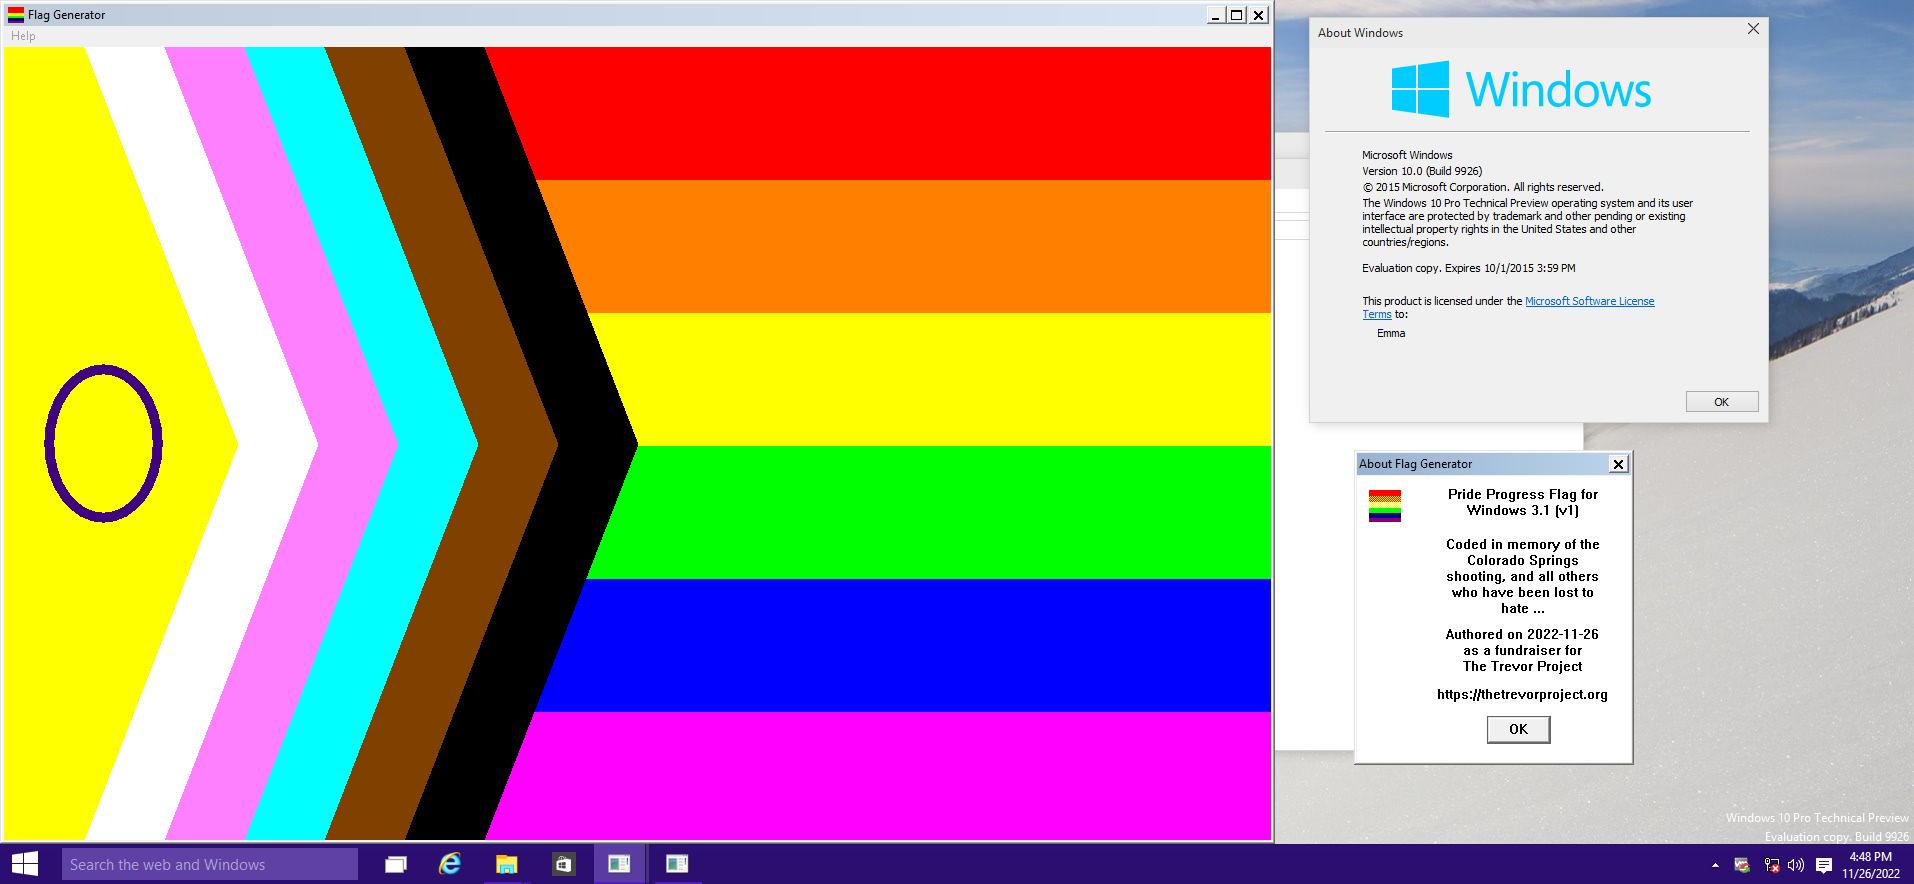 Flag Generator
Help
About Windows
Windows
Microsoft Windows
Version 10.0 (Build 9926)
© 2015 Microsoft Corporation. All rights reserved.
The Windows 10 Pro Technical Preview operating system and its user
interface are protected by trademark and other pending or existing
intellectual property rights in the United States and other
countries/regions.
Evaluation copy. Expires 10/1/2015 3:59 PM
This product is licensed under the Microsoft Software License
Terms to:
Emma
OK
About Flag Generator
Pride Progress Flag for
Windows 3.1 (v1)
Coded in memory of the
Colorado Springs
shooting, and all others
who have been lost to
hate ...
Authored on 2022-11-26
as a fundraiser for
The Trevor Project
https://thetrevorproject.org
OK
Windows 10 Pro Technical Preview
Evaluation copy. Build 9926
Search the web and Windows
4:48 PM
11/26/2022